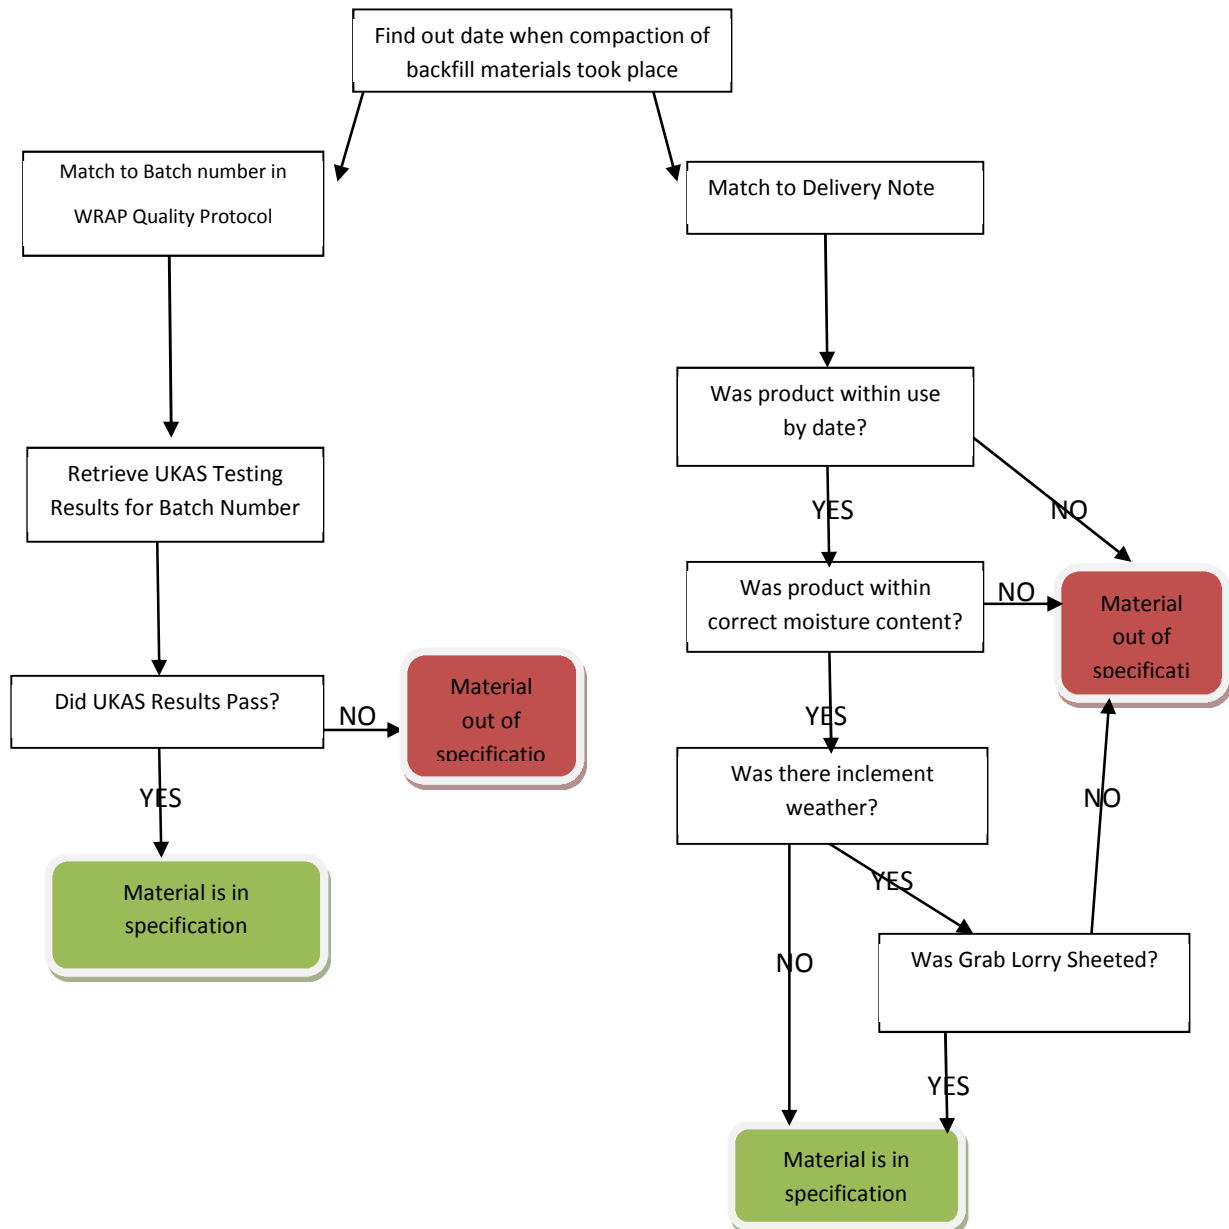 Find out date when compaction of
backfill materials took place
Match to Batch number in
WRAP Quality Protocol
Match to Delivery Note
Was product within use
by date?
Retrieve UKAS Testing
Results for Batch Number
YES
NO
Was product within
correct moisture content?
NO
Material
out of
specificati
Did UKAS Results Pass?
NO
Material
out of
specificatio
YES
YES
Was there inclement
weather?
NO
Material is in
specification
YES
NO
Was Grab Lorry Sheeted?
YES
Material is in
specification